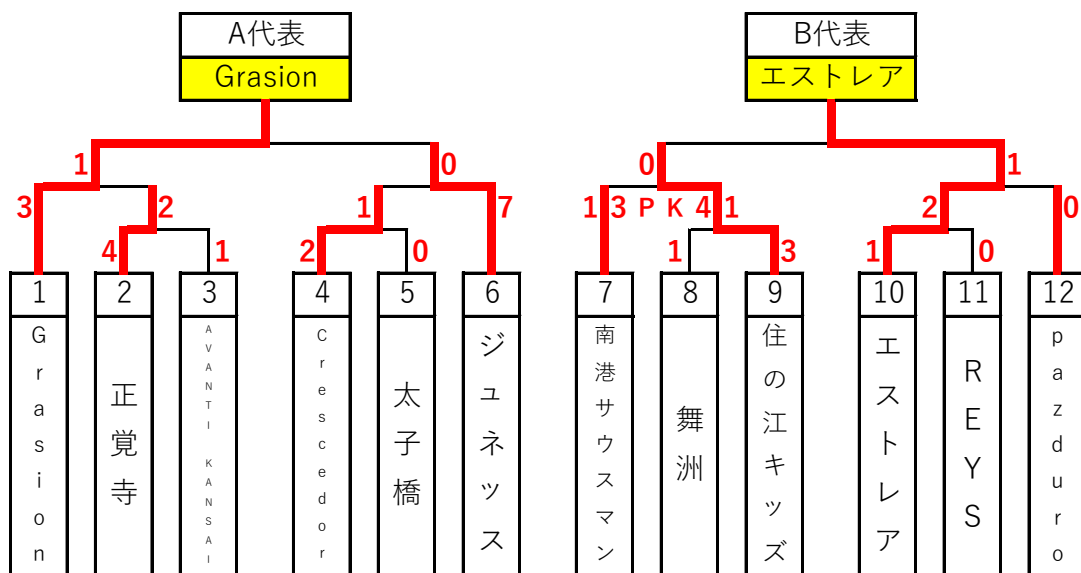 A代表
B代表
Grasion
エストレア
1
0
0
1
3
2
1
7
1 3 PK 4 1
2
0
4
1
2
0
1
3
1
0
1
2
3
4
5
6
7
8
9
10
11
12
Grasion
正覚寺
AVANTI KANSAI
Crescedor
太子橋
ジュネッス
南港サウスマン
舞洲
住の江キッズ
エストレア
REYS
pazduro